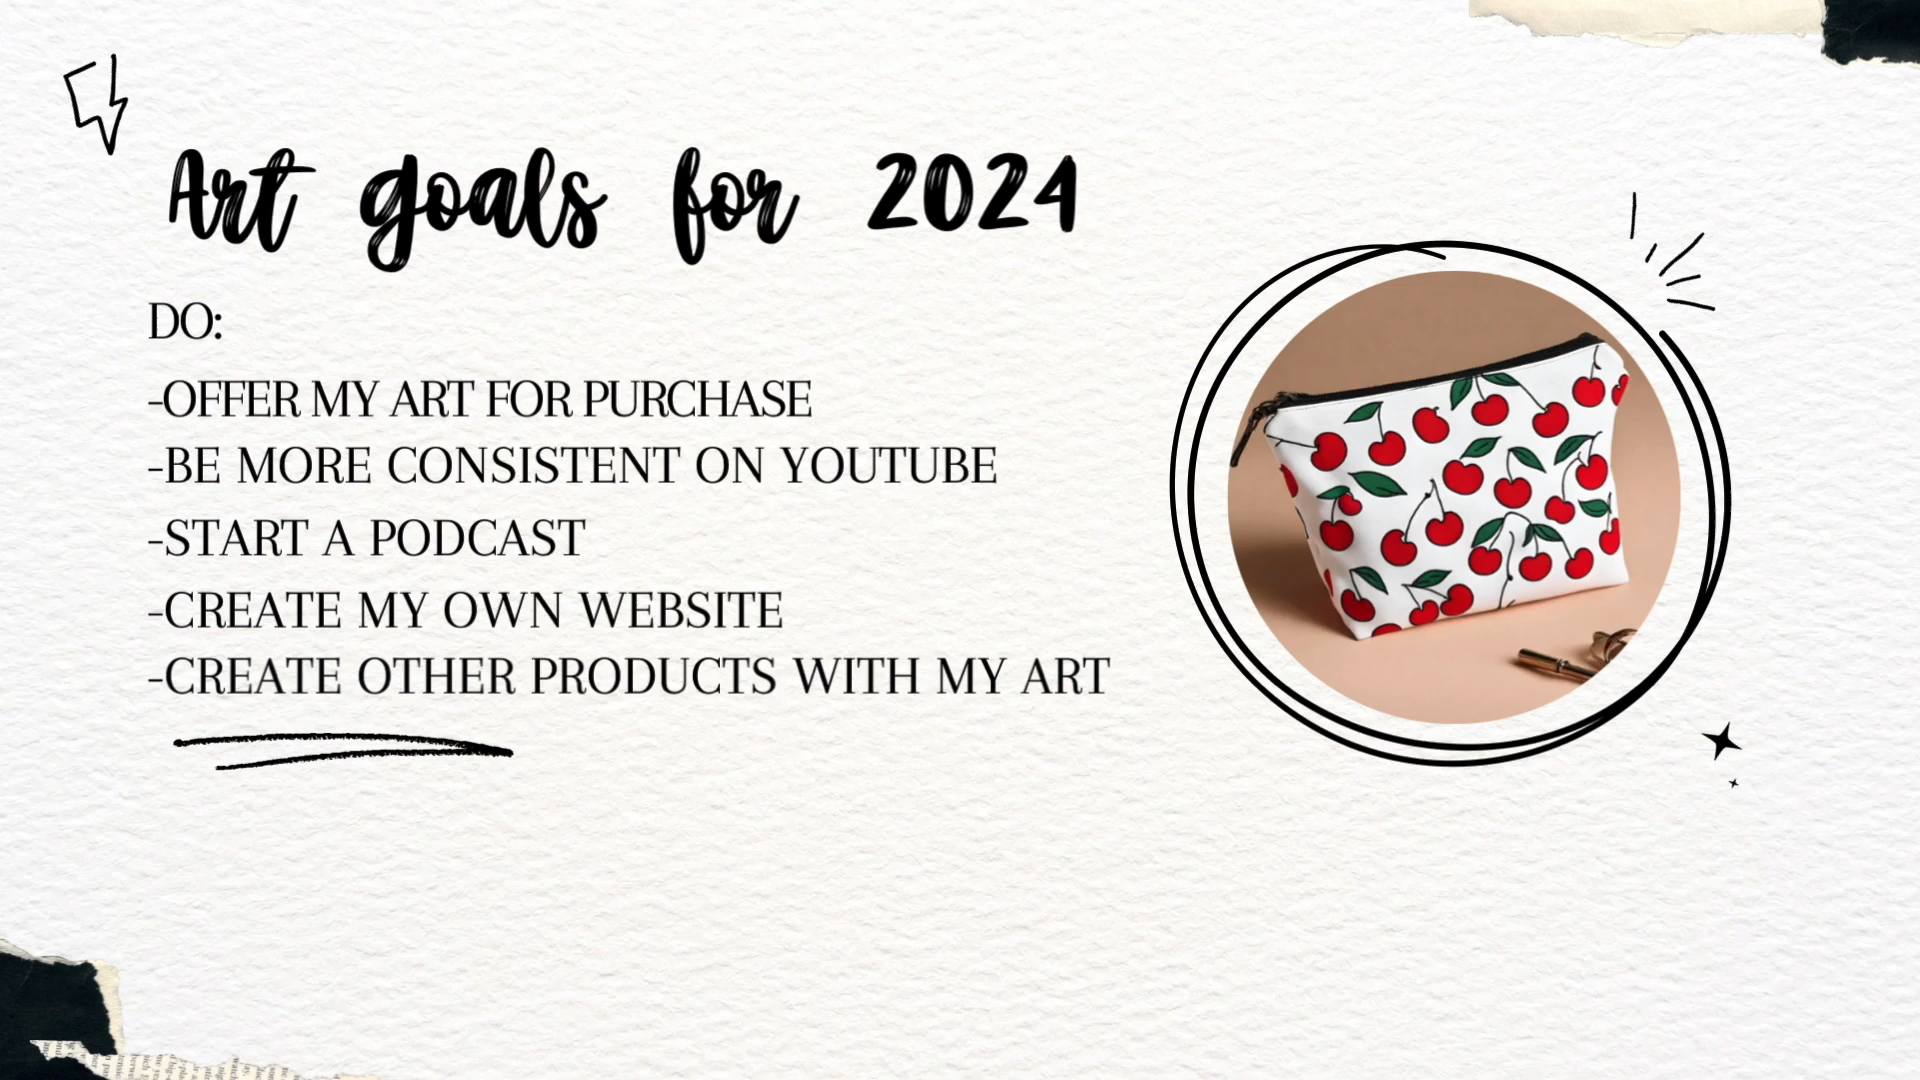 Art goals for 2024
DO:
-OFFER MY ART FOR PURCHASE
-BE MORE CONSISTENT ON YOUTUBE
-START A PODCAST
-CREATE MY OWN WEBSITE
-CREATE OTHER PRODUCTS WITH MY ART